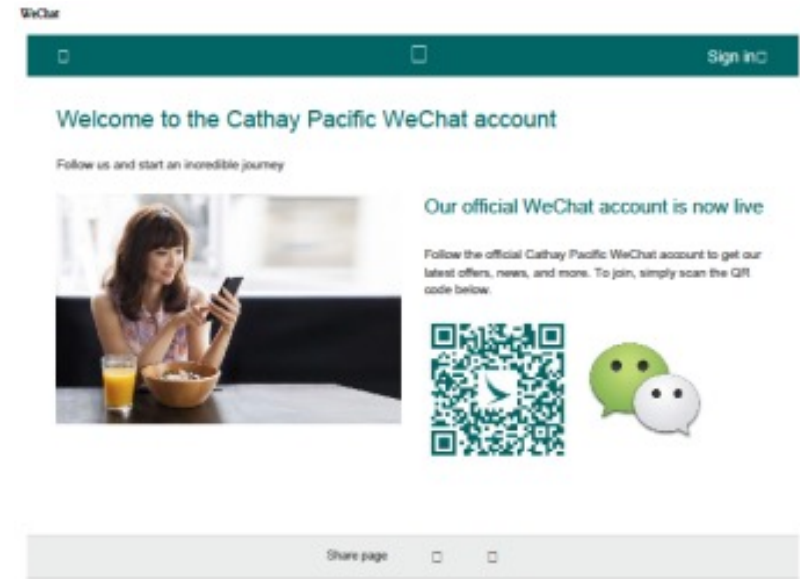 WeChat
Sign in
Welcome to the Cathay Pacific WeChat account
Follow us and start an incredible journey
Our official WeChat account is now live
Follow the official Cathay Pacific WeChat account to get our
latest offers, news, and more. To join, simply scan the QR
code below.
Share page